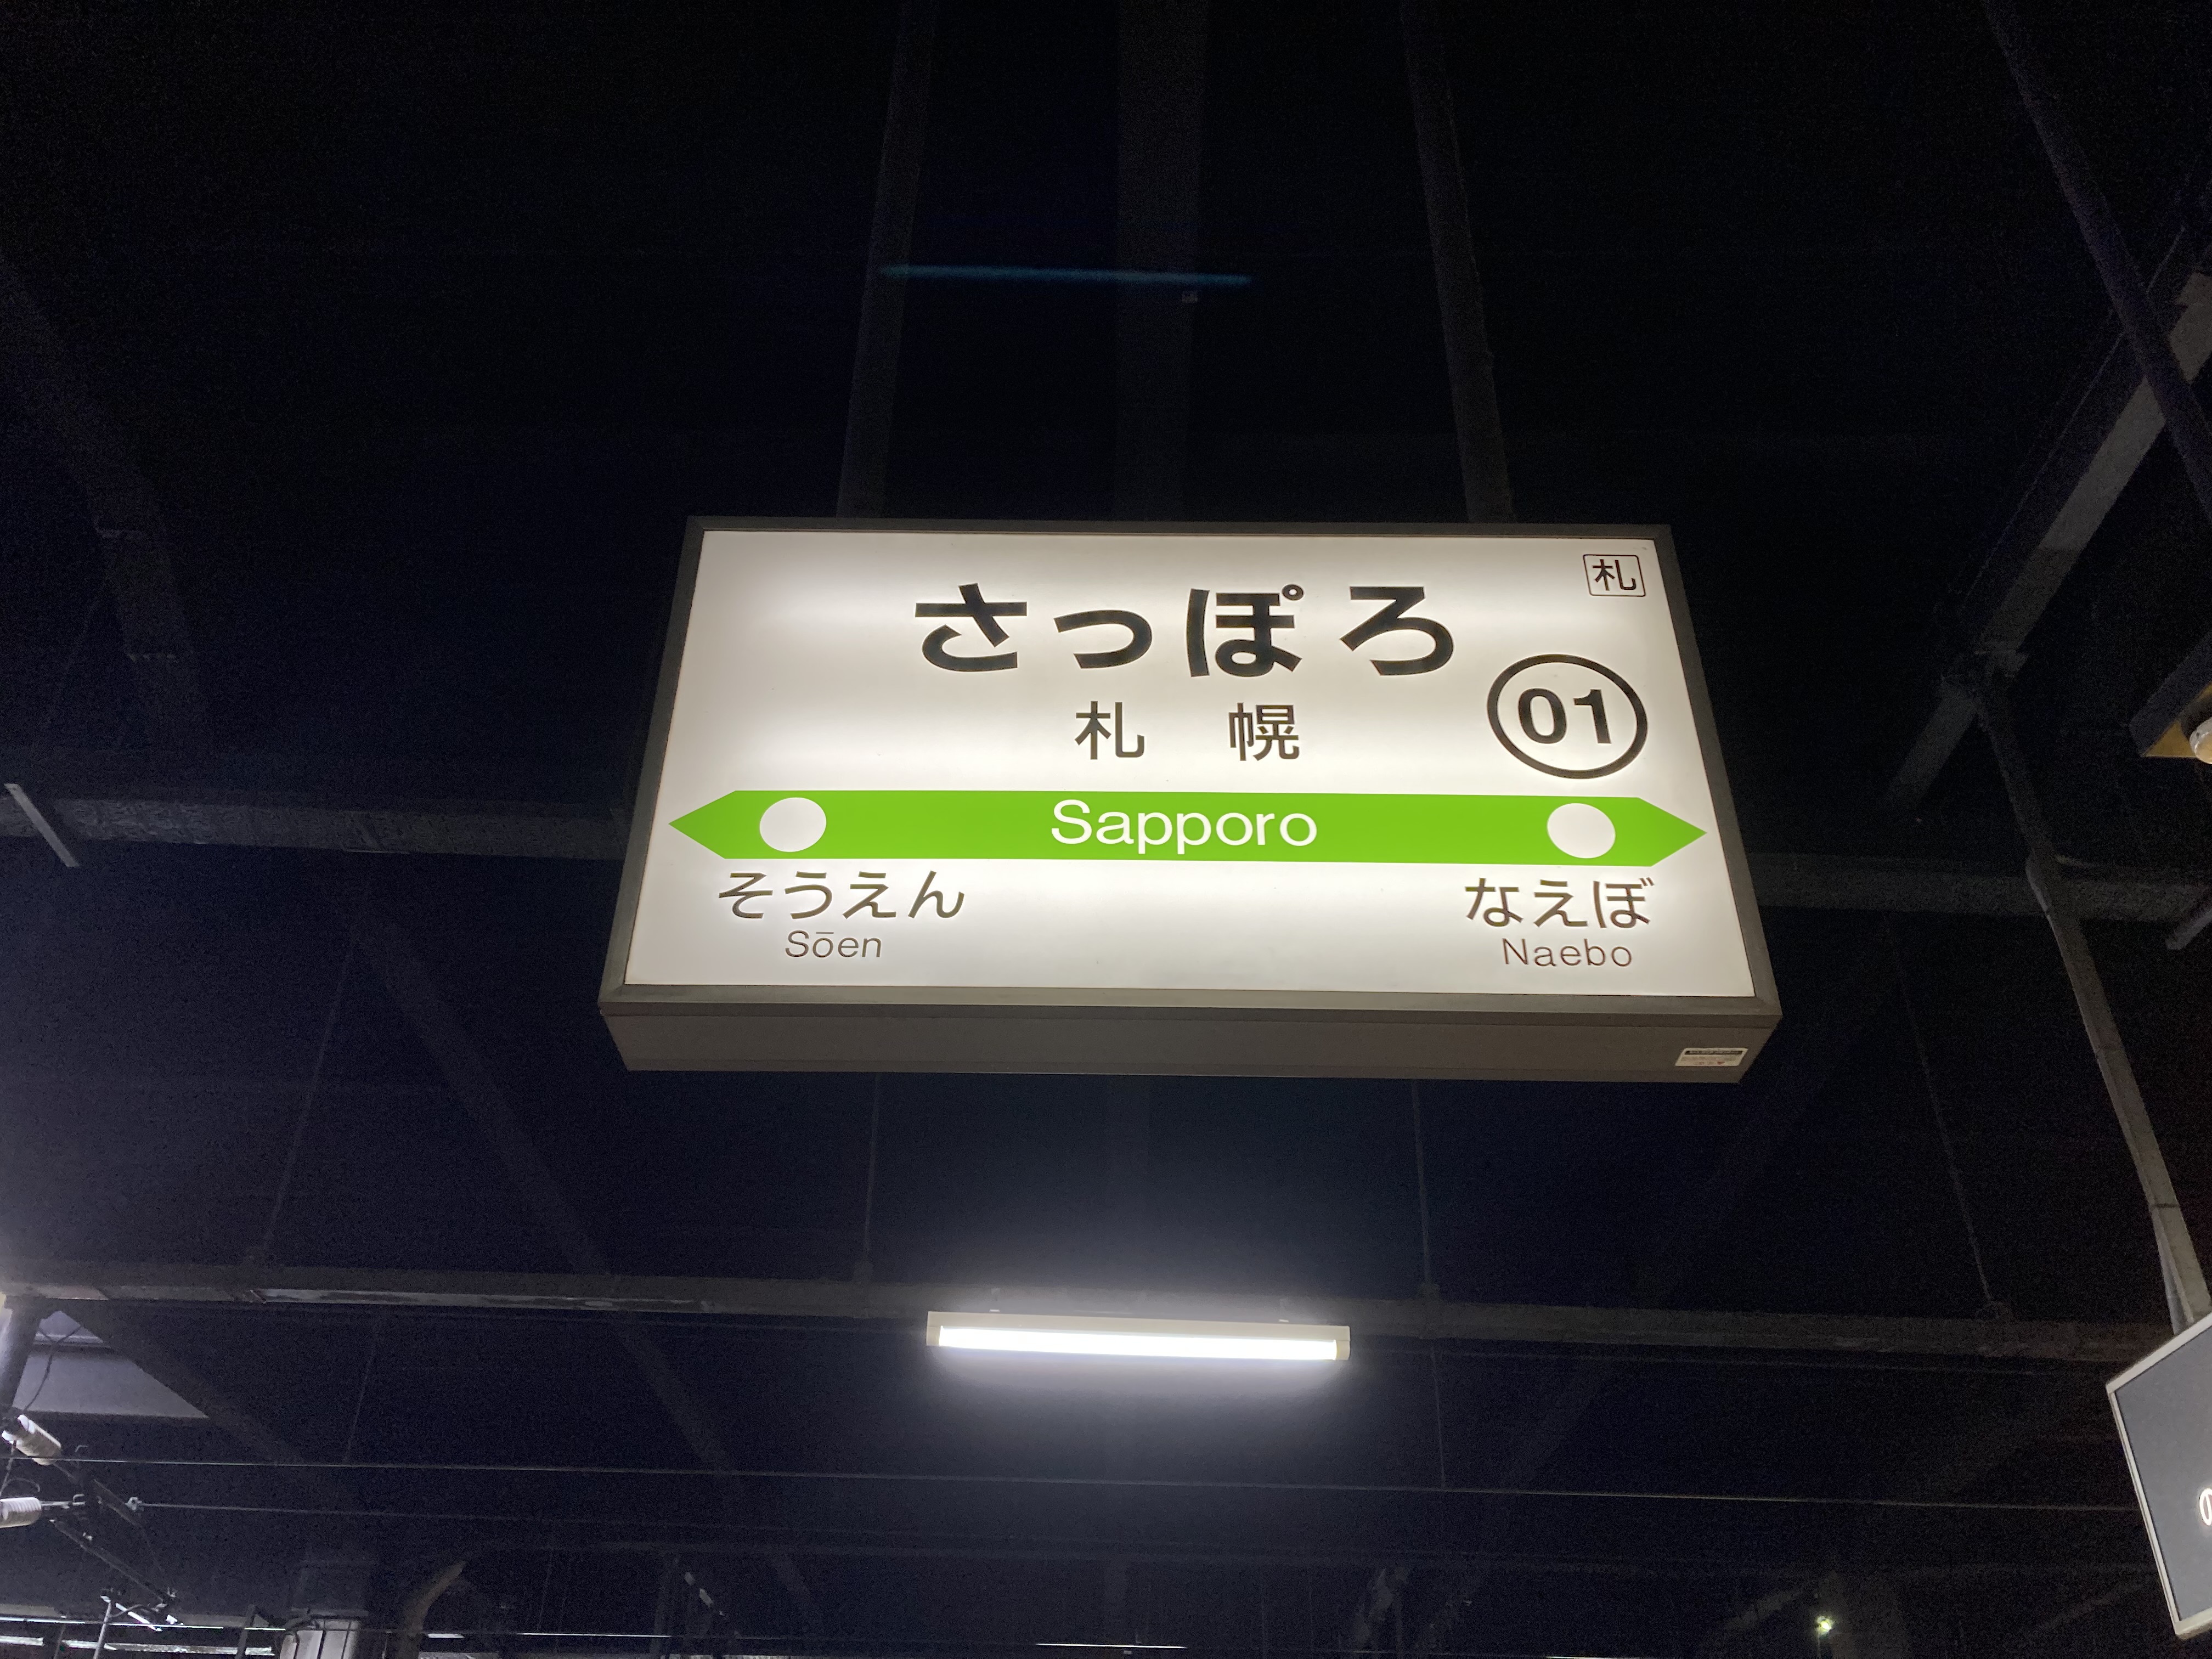 札
さっぽろ
01
札幌
Sapporo
そうえん なえぼ
Sōen Naebo